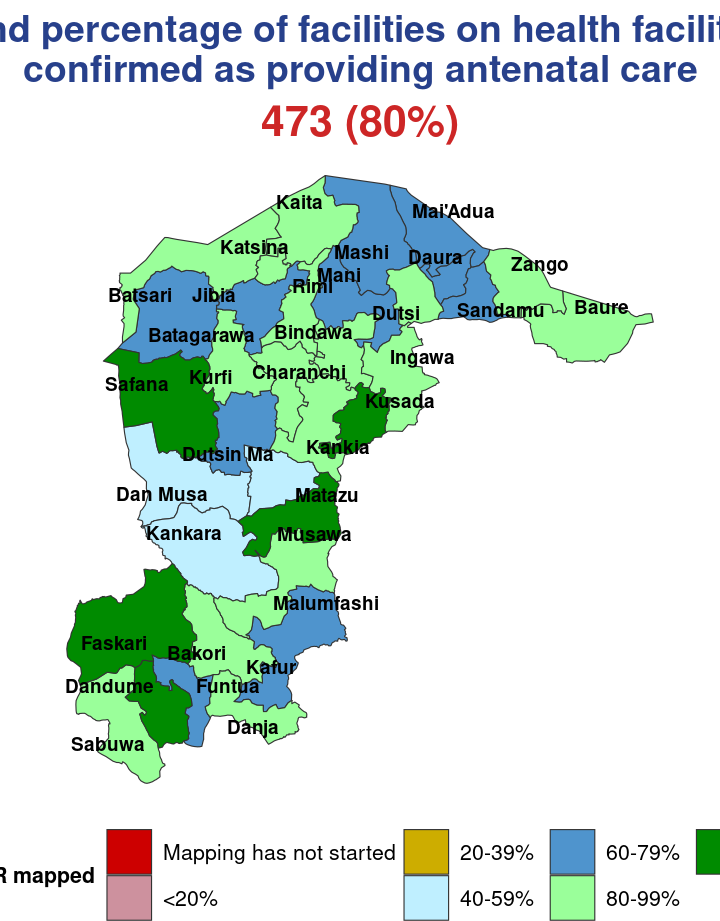 percentage of facilities on health
confirmed as providing antenatal care
473 (80%)
Kaita
Mai'Adua
Katsina
Mashi
Daura
Zango
Mani
Rimi
Batsari
Jibia
Dutsi
Sandamu
Baure
Batagarawa
Bindawa
Ingawa
Safana
Kurfi
Charanchi
Kusada
Dutsin Ma
Kankia
Dan Musa
Matazu
Kankara
Musawa
Malumfashi
Faskari
Bakori
Kafur
Dandume
Funtua
Danja
Sabuwa
mapped
Mapping has not started
20-39%
60-79%
<20%
40-59%
80-99%